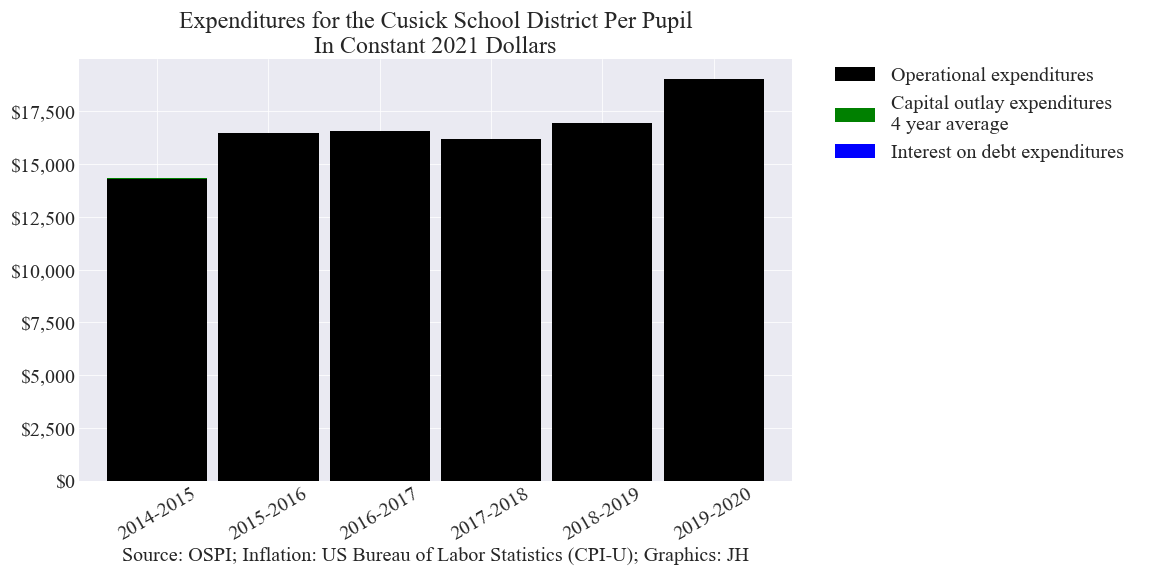 Expenditures for the Cusick School District Per Pupil
In Constant 2021 Dollars
Operational expenditures
Capital outlay expenditures
4 year average
Interest on debt expenditures
$17,500
$15,000
$12,500
$10,000
$7,500
$5,000
$2,500
$0
2014-2015
2015-2016
2016-2017
2017-2018
2018-2019
2019-2020
Source: OSPI; Inflation: US Bureau of Labor Statistics (CPI-U); Graphics: JH